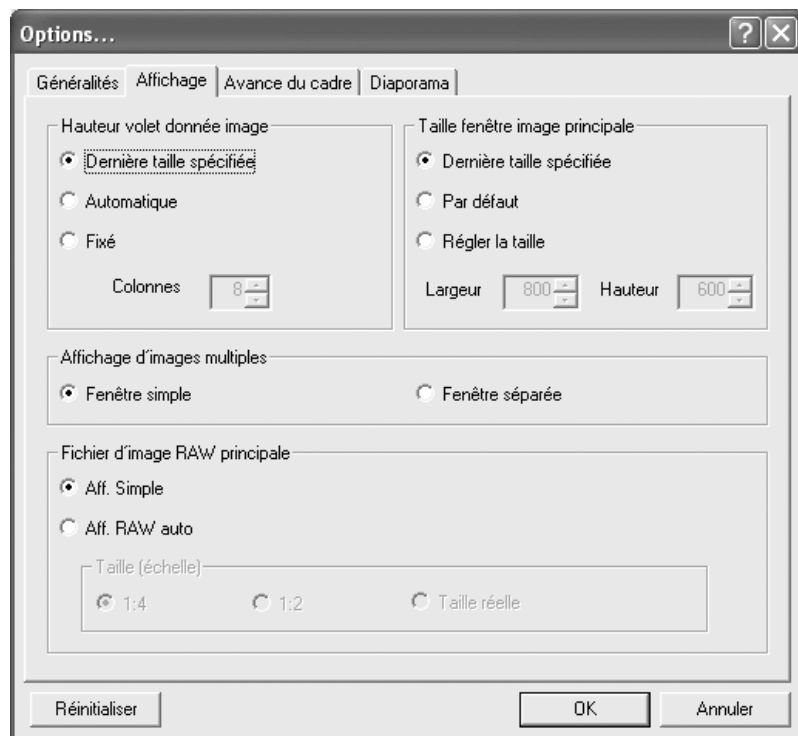 Options...
Généralités Affichage Avance du cadre Diaporama
Hauteur volet donnée image
Dernière taille spécifiée
Automatique
Fixé
Colonnes 8
Taille fenêtre image principale
Dernière taille spécifiée
Par défaut
Régler la taille
Largeur 800 Hauteur 600
Affichage d'images multiples
Fenêtre simple Fenêtre séparée
Fichier d'image RAW principale
Aff. Simple
Aff. RAW auto
Taille (échelle)
1:4 1:2 Taille réelle
Réinitialiser OK Annuler